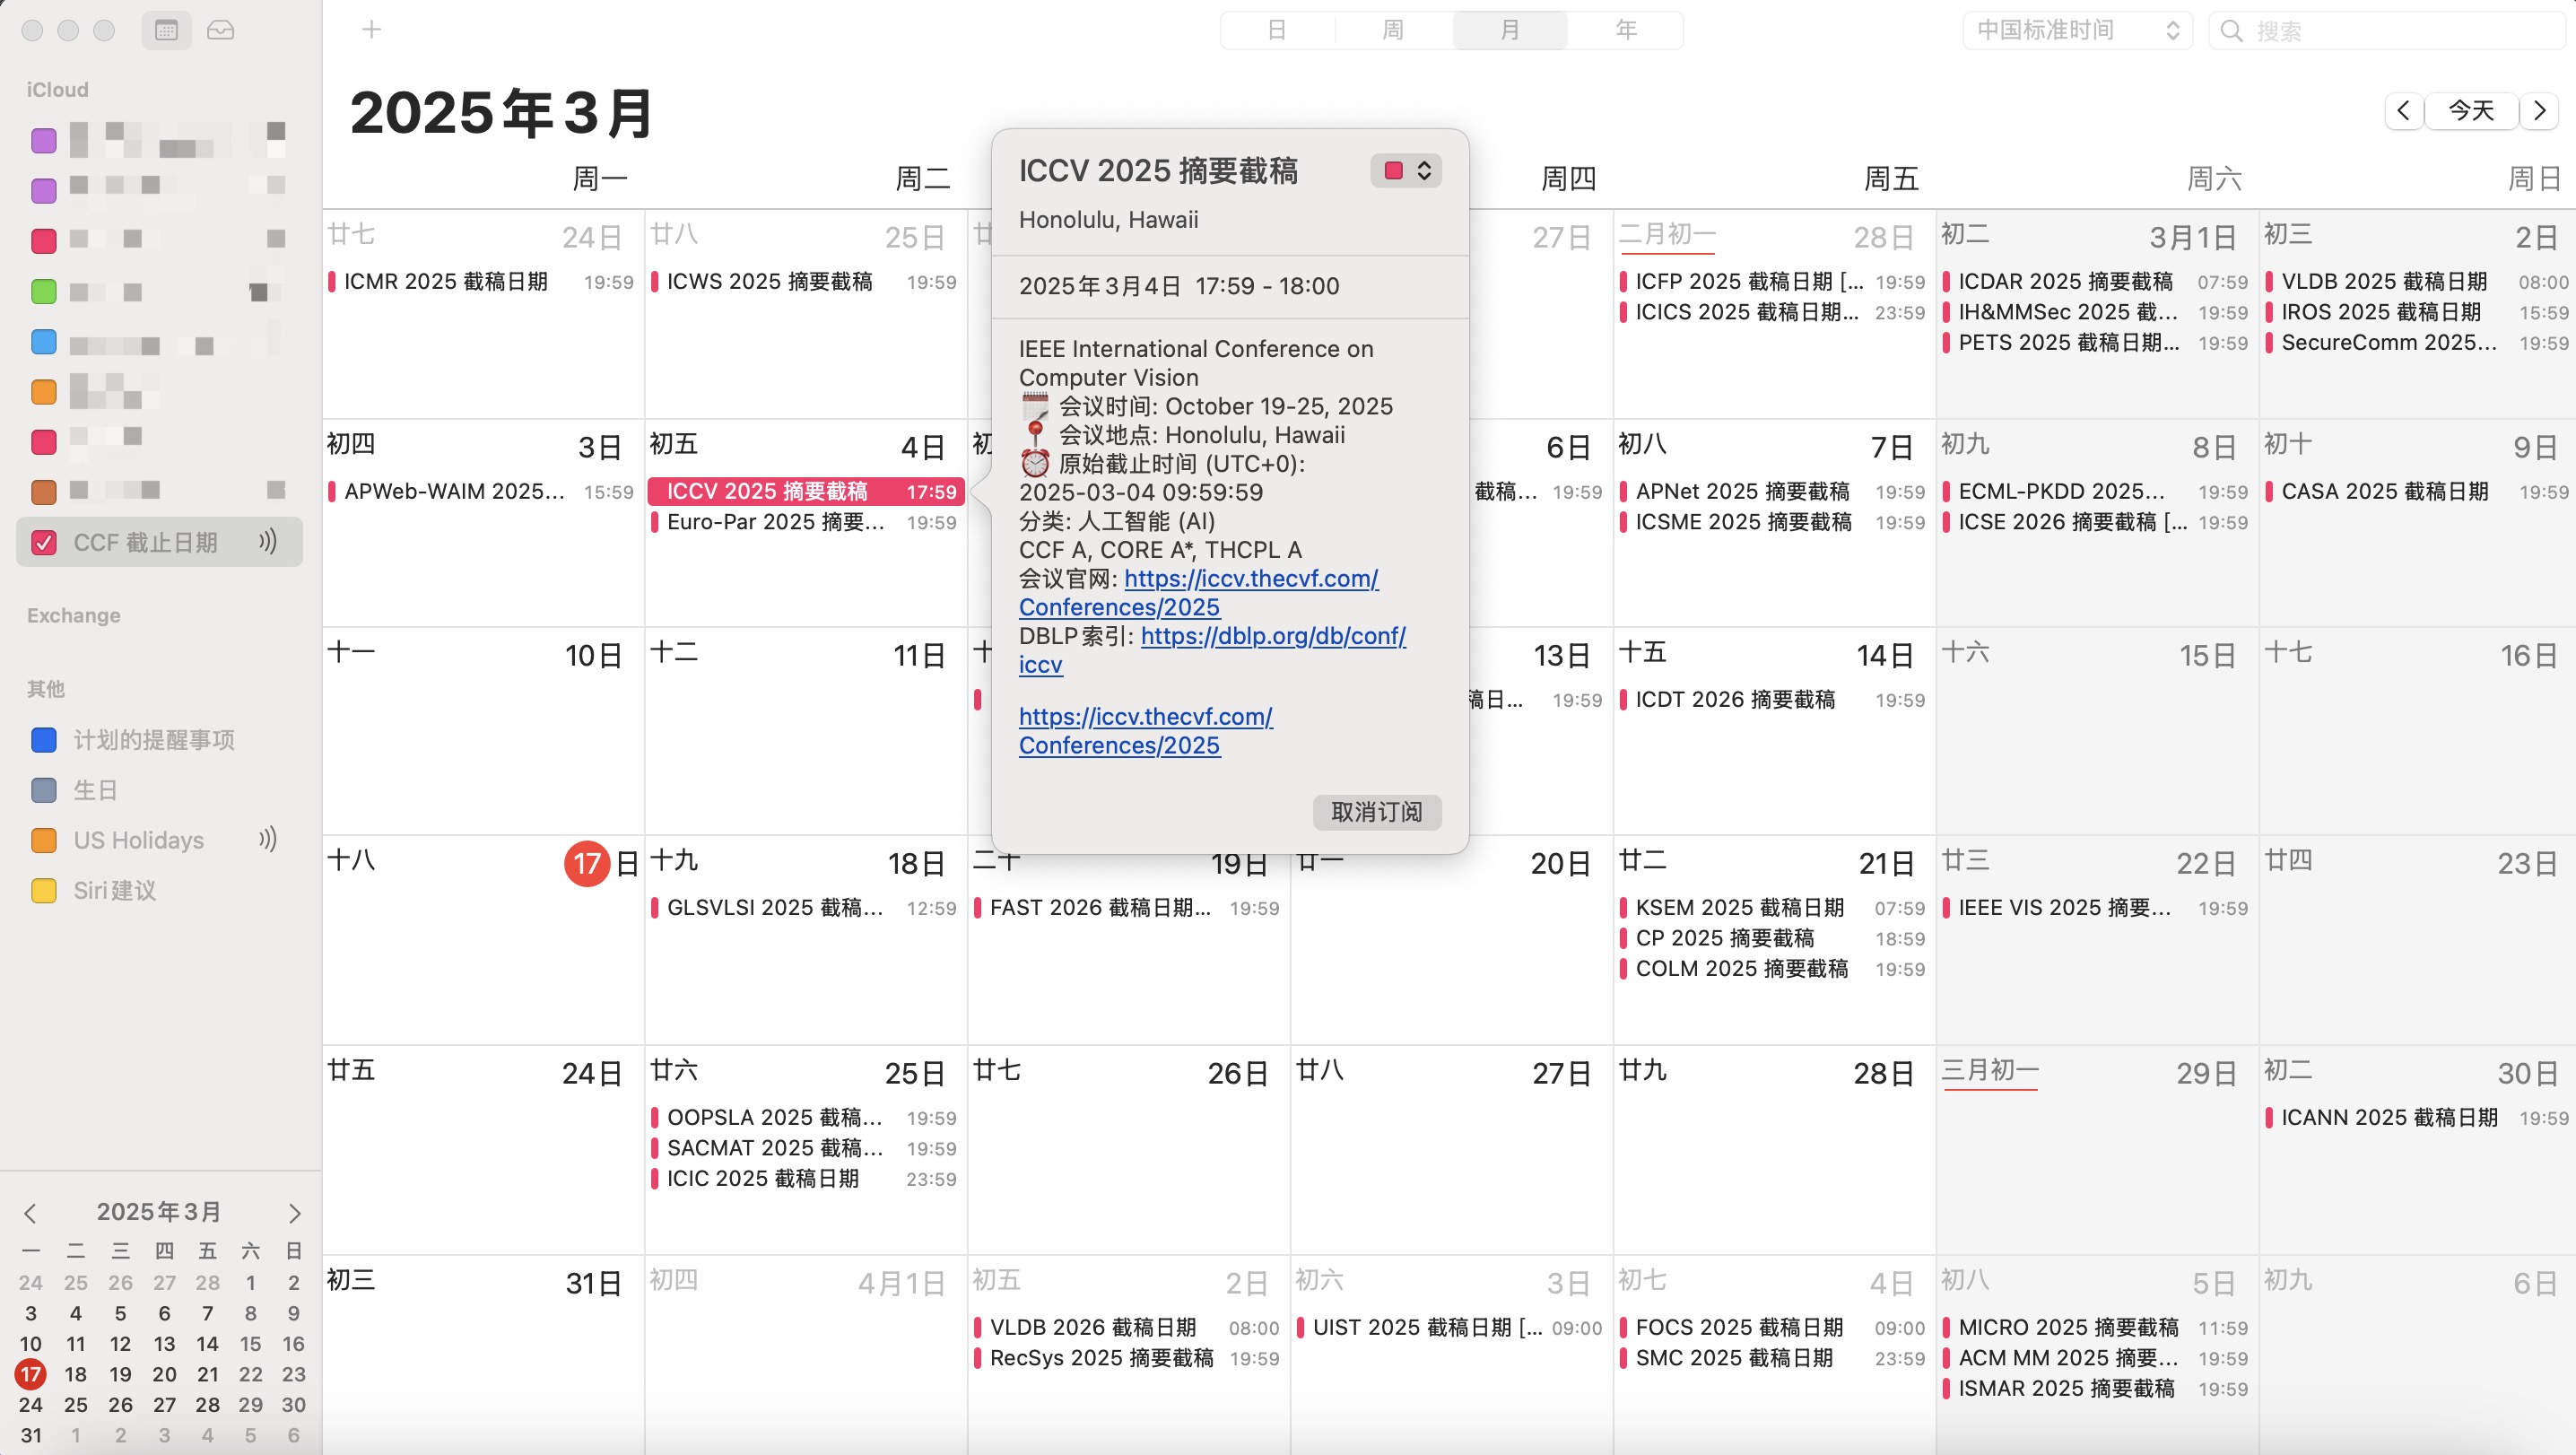 iCloud
CCF 截止日期
Exchange
其他
计划的提醒事项
生日
US Holidays
Siri建议
2025年3月
一 二 三 四 五 六 日
24 25 26 27 28 1 2
3 4 5 6 7 8 9
10 11 12 13 14 15 16
17 18 19 20 21 22 23
24 25 26 27 28 29 30
31 1 2 3 4 5 6
日 周 月 年
中国标准时间
搜索
2025年3月
今天
周一 周二 周四 周五 周六 周日
廿七 24日
ICMR 2025 截稿日期 19:59
廿八 25日
ICWS 2025 摘要截稿 19:59
27日
二月初一 28日
ICFP 2025 截稿日期 [... 19:59
ICICS 2025 截稿日期... 23:59
初二 3月1日
ICDAR 2025 摘要截稿 07:59
IH&MMSec 2025 截... 19:59
PETS 2025 截稿日期... 19:59
初三 2日
VLDB 2025 截稿日期 08:00
IROS 2025 截稿日期 15:59
SecureComm 2025... 19:59
初四 3日
APWeb-WAIM 2025... 15:59
初五 4日
ICCV 2025 摘要截稿 17:59
Euro-Par 2025 摘要... 19:59
6日
截稿... 19:59
初八 7日
APNet 2025 摘要截稿 19:59
ICSME 2025 摘要截稿 19:59
初九 8日
ECML-PKDD 2025... 19:59
ICSE 2026 摘要截稿 [... 19:59
初十 9日
CASA 2025 截稿日期 19:59
十一 10日
十二 11日
13日
稿日... 19:59
十五 14日
ICDT 2026 摘要截稿 19:59
十六 15日
十七 16日
十八 17日
十九 18日
GLSVLSI 2025 截稿... 12:59
二十 19日
FAST 2026 截稿日期... 19:59
廿一 20日
廿二 21日
KSEM 2025 截稿日期 07:59
CP 2025 摘要截稿 18:59
COLM 2025 摘要截稿 19:59
廿三 22日
IEEE VIS 2025 摘要... 19:59
廿四 23日
廿五 24日
廿六 25日
OOPSLA 2025 截稿... 19:59
SACMAT 2025 截稿... 19:59
ICIC 2025 截稿日期 23:59
廿七 26日
廿八 27日
廿九 28日
三月初一 29日
初二 30日
ICANN 2025 截稿日期 19:59
初三 31日
初四 4月1日
初五 2日
VLDB 2026 截稿日期 08:00
RecSys 2025 摘要截稿 19:59
初六 3日
UIST 2025 截稿日期 [... 09:00
初七 4日
FOCS 2025 截稿日期 09:00
SMC 2025 截稿日期 23:59
初八 5日
MICRO 2025 摘要截稿 11:59
ACM MM 2025 摘要... 19:59
ISMAR 2025 摘要截稿 19:59
初九 6日
ICCV 2025 摘要截稿
Honolulu, Hawaii
2025年3月4日 17:59 - 18:00
IEEE International Conference on
Computer Vision
🗓️ 会议时间: October 19-25, 2025
📍 会议地点: Honolulu, Hawaii
⏰ 原始截止时间 (UTC+0):
2025-03-04 09:59:59
分类: 人工智能 (AI)
CCF A, CORE A*, THCPL A
会议官网: https://iccv.thecvf.com/
Conferences/2025
DBLP索引: https://dblp.org/db/conf/
iccv
https://iccv.thecvf.com/
Conferences/2025
取消订阅